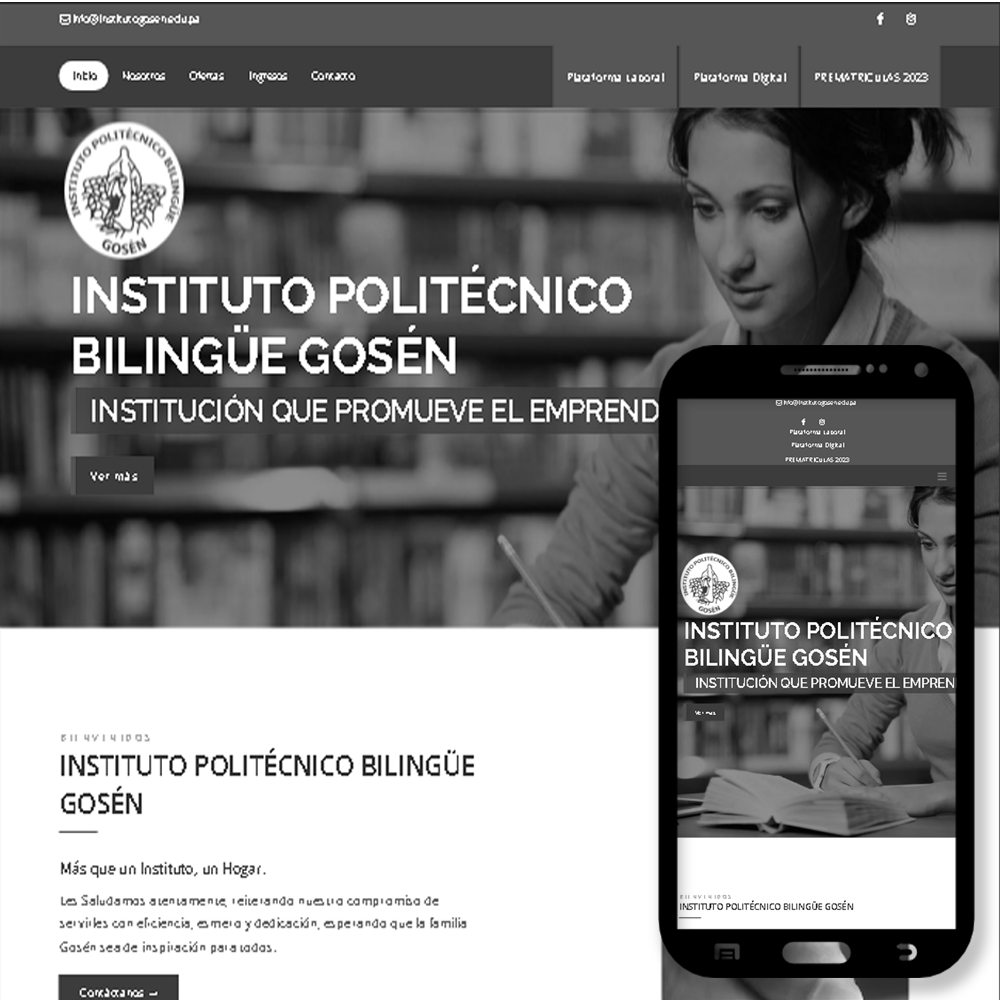 info@institutogosen.edu.pa
Inicio Nosotros Ofertas Ingresos Contacto Plataforma Laboral Plataforma Digital PREMATRICULAS 2023
INSTITUTO POLITÉCNICO BILINGÜE
GOSÉN
INSTITUTO POLITÉCNICO
BILINGÜE GOSÉN
INSTITUCIÓN QUE PROMUEVE EL EMPREND
Ver más
BIENVENIDOS
INSTITUTO POLITÉCNICO BILINGÜE
GOSÉN
Más que un Instituto, un Hogar.
Les Saludamos atentamente, reiterando nuestro compromiso de
servirles con eficiencia, esmero y dedicación, esperando que la familia
Gosén sea de inspiración para todos.
Contáctanos →
info@institutogosen.edu.pa
Plataforma Laboral
Plataforma Digital
PREMATRICULAS 2023
INSTITUTO POLITÉCNICO BILINGÜE
GOSÉN
INSTITUTO POLITÉCNICO
BILINGÜE GOSÉN
INSTITUCIÓN QUE PROMUEVE EL EMPREN
Ver más
BIENVENIDOS
INSTITUTO POLITÉCNICO BILINGÜE GOSÉN